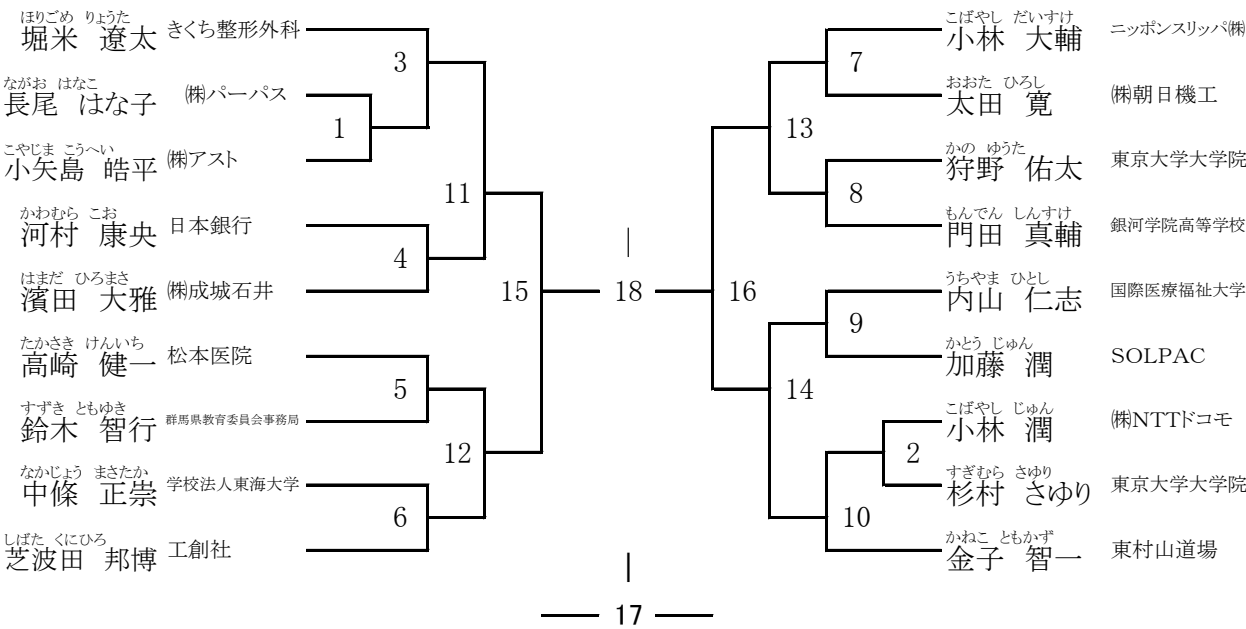 ほりごめ りょうた
堀米 遼太 きくち整形外科
ながお はなこ
長尾 はな子 ㈱パーパス
こやじま こうへい
小矢島 皓平 ㈱アスト
かわむら こお
河村 康央 日本銀行
はまだ ひろまさ
濱田 大雅 ㈱成城石井
たかさき けんいち
高崎 健一 松本医院
すずき ともゆき
鈴木 智行 群馬県教育委員会事務局
なかじょう まさたか
中條 正崇 学校法人東海大学
しばた くにひろ
芝波田 邦博 工創社
3
1
11
4
15
5
12
6
18
17
16
13
7
8
14
9
2
10
こばやし だいすけ
小林 大輔 ニッポンスリッパ㈱
おおた ひろし
太田 寛 ㈱朝日機工
かの ゆうた
狩野 佑太 東京大学大学院
もんでん しんすけ
門田 真輔 銀河学院高等学校
うちやま ひとし
内山 仁志 国際医療福祉大学
かとう じゅん
加藤 潤 SOLPAC
こばやし じゅん
小林 潤 ㈱NTTドコモ
すぎむら さゆり
杉村 さゆり 東京大学大学院
かねこ ともかず
金子 智一 東村山道場